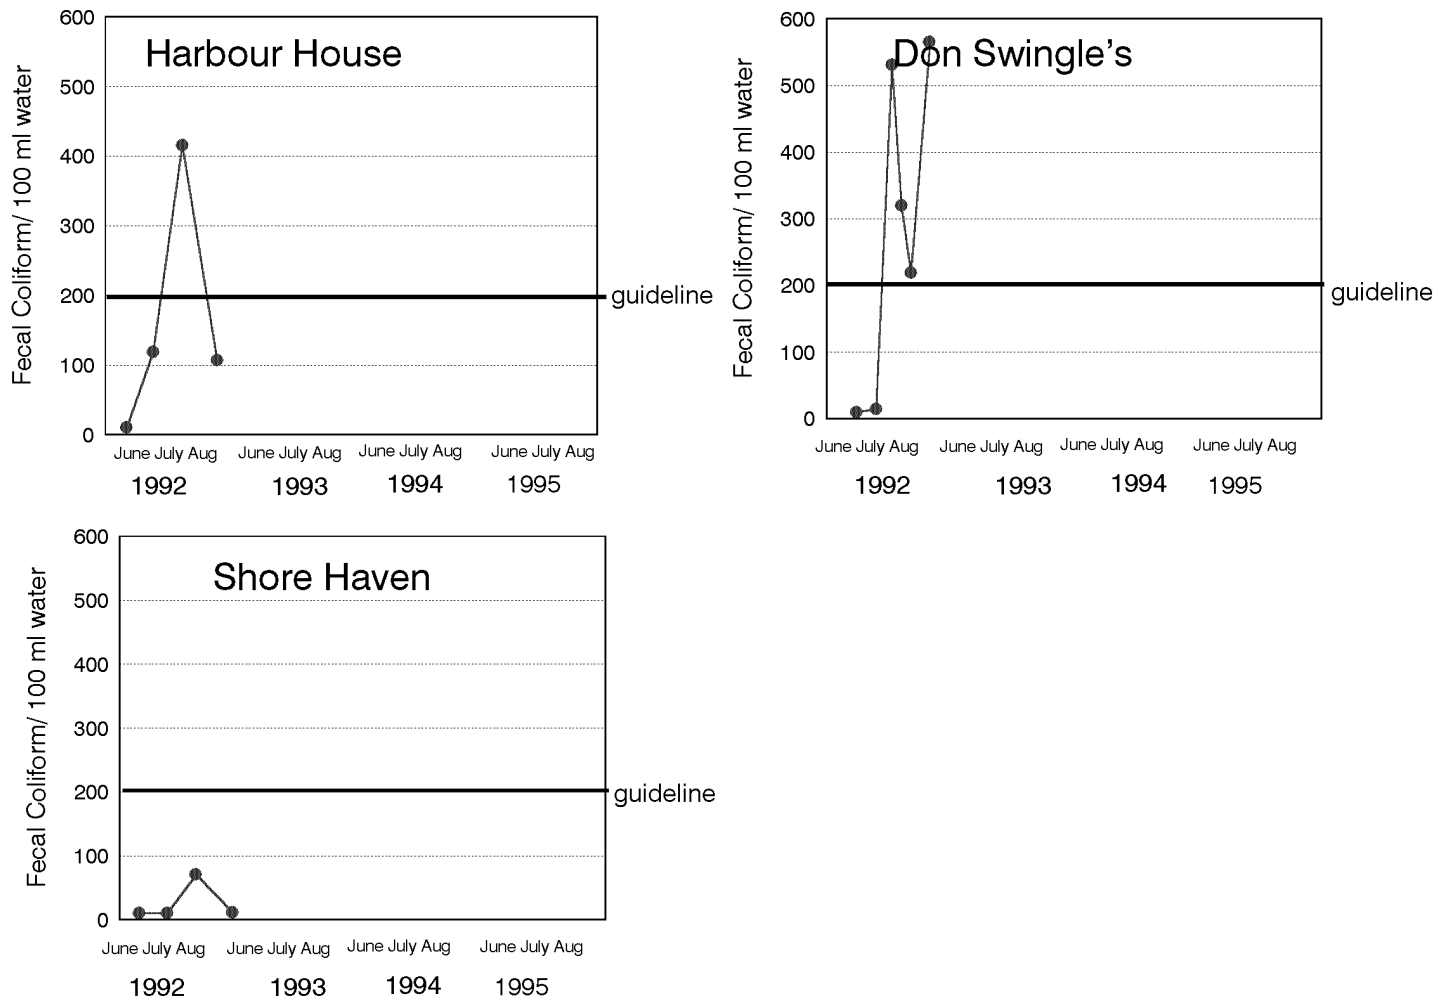 Harbour House
Fecal Coliform/ 100 ml water
600
500
400
300
200
100
0
guideline
June July Aug June July Aug June July Aug June July Aug
1992 1993 1994 1995
Don Swingle's
Fecal Coliform/ 100 ml water
600
500
400
300
200
100
0
guideline
June July Aug June July Aug June July Aug June July Aug
1992 1993 1994 1995
Shore Haven
Fecal Coliform/ 100 ml water
600
500
400
300
200
100
0
guideline
June July Aug June July Aug June July Aug June July Aug
1992 1993 1994 1995